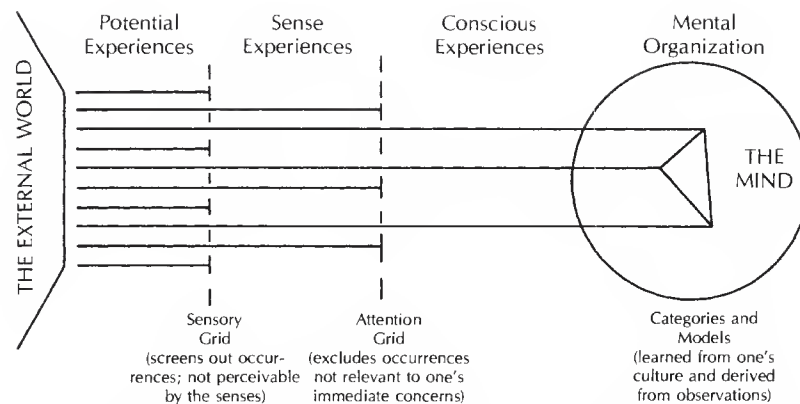 Potential
Experiences
Sense
Experiences
Conscious
Experiences
Mental
Organization
THE EXTERNAL WORLD
THE
MIND
Sensory
Grid
(screens out occur-
rences; not perceivable
by the senses)
Attention
Grid
(excludes occurrences
not relevant to one's
immediate concerns)
Categories and
Models
(learned from one's
culture and derived
from observations)